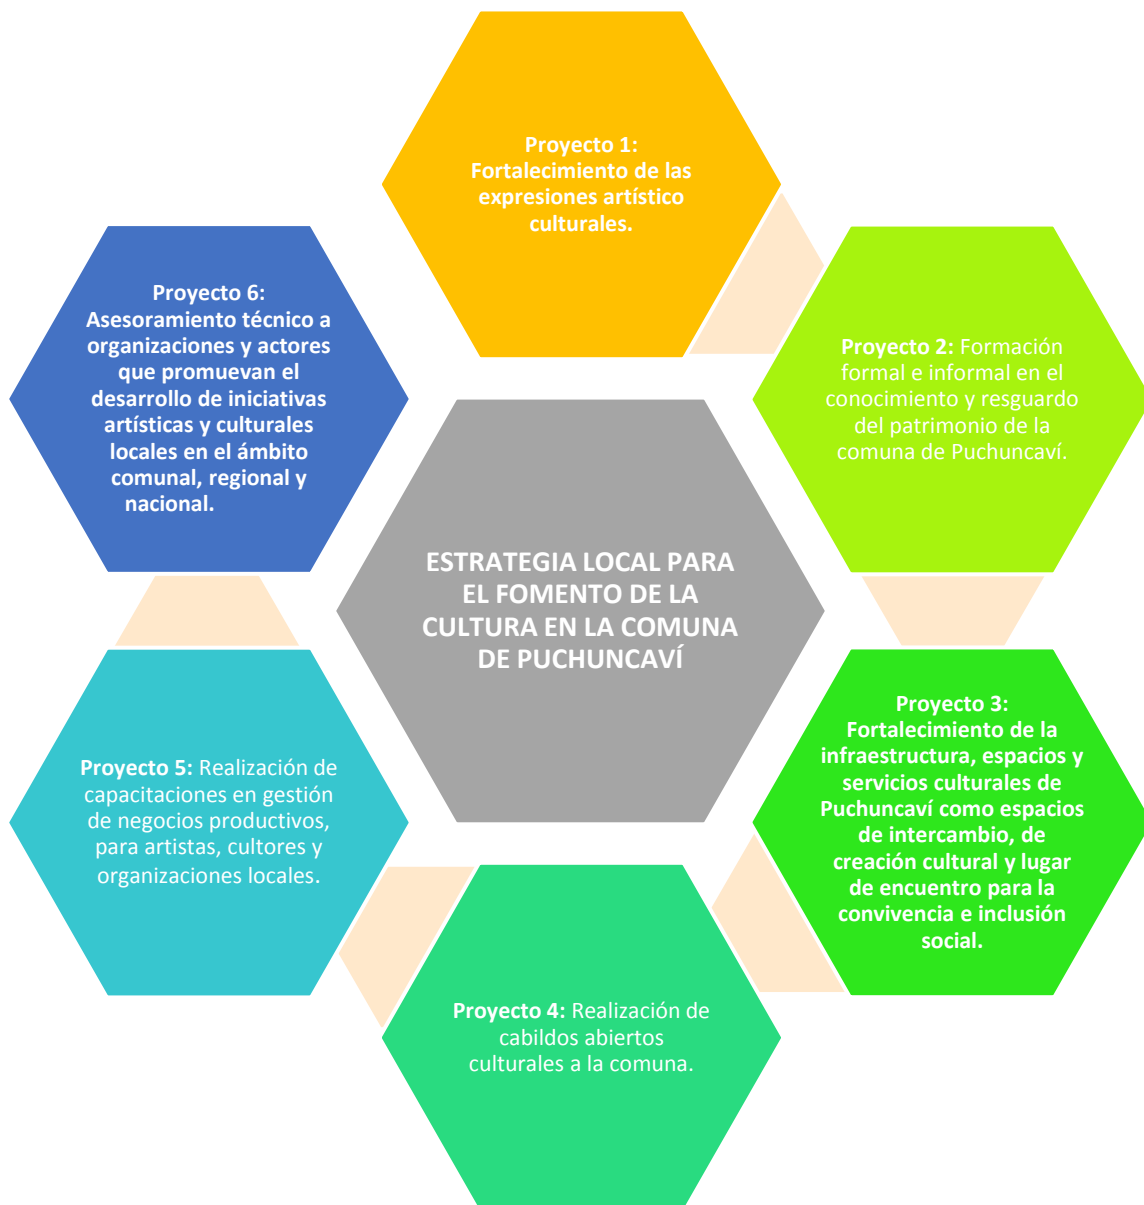 Proyecto 1:
Fortalecimiento de las
expresiones artístico
culturales.
Proyecto 2: Formación
formal e informal en el
conocimiento y resguardo
del patrimonio de la
comuna de Puchuncaví.
Proyecto 3:
Fortalecimiento de la
infraestructura, espacios y
servicios culturales de
Puchuncaví como espacios
de intercambio, de
creación cultural y lugar
de encuentro para la
convivencia e inclusión
social.
Proyecto 4: Realización de
cabildos abiertos
culturales a la comuna.
Proyecto 5: Realización de
capacitaciones en gestión
de negocios productivos,
para artistas, cultores y
organizaciones locales.
Proyecto 6:
Asesoramiento técnico a
organizaciones y actores
que promuevan el
desarrollo de iniciativas
artísticas y culturales
locales en el ámbito
comunal, regional y
nacional.
ESTRATEGIA LOCAL PARA
EL FOMENTO DE LA
CULTURA EN LA COMUNA
DE PUCHUNCAVÍ